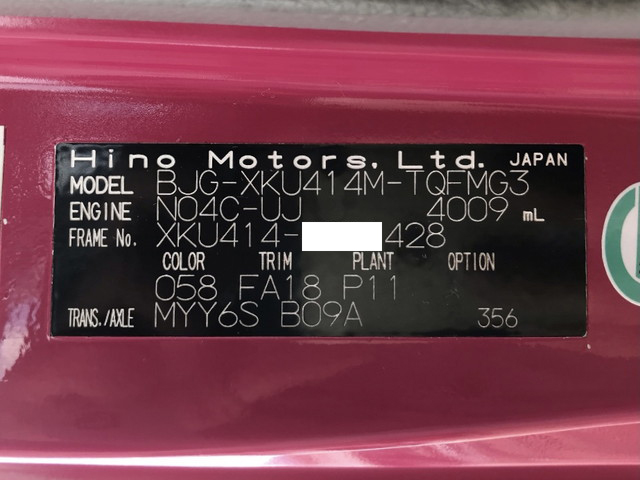 Hino Motors, Ltd. JAPAN
MODEL BJG-XKU414M-TQFMG3
ENGINE N04C-UJ 4009 mL
FRAME No. XKU414- 428
COLOR TRIM PLANT OPTION
058 FA18 P11
TRANS./AXLE MYY6S B09A 356